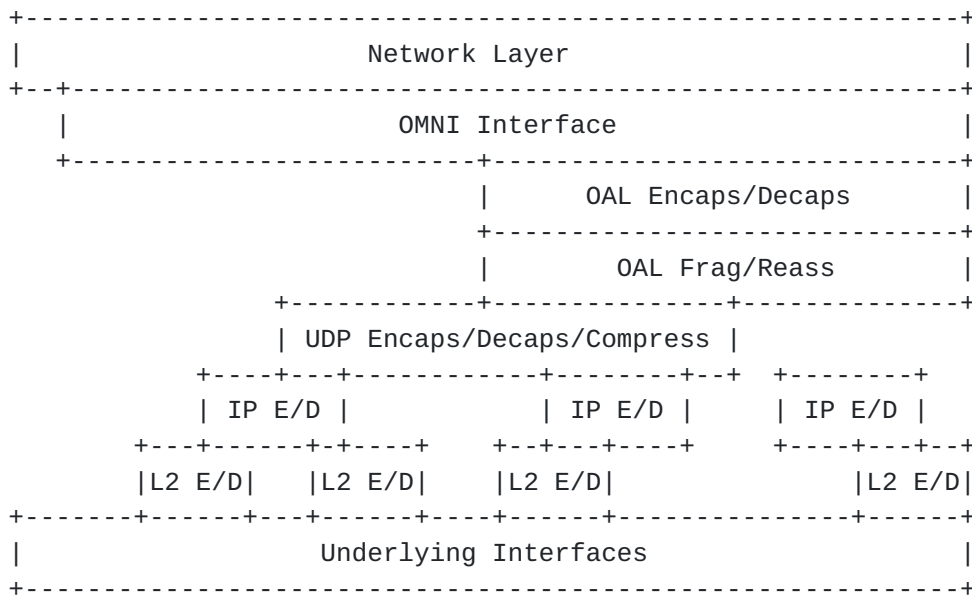 Network Layer
OMNI Interface
OAL Encaps/Decaps
OAL Frag/Reass
UDP Encaps/Decaps/Compress
IP E/D IP E/D IP E/D
L2 E/D L2 E/D L2 E/D L2 E/D
Underlying Interfaces